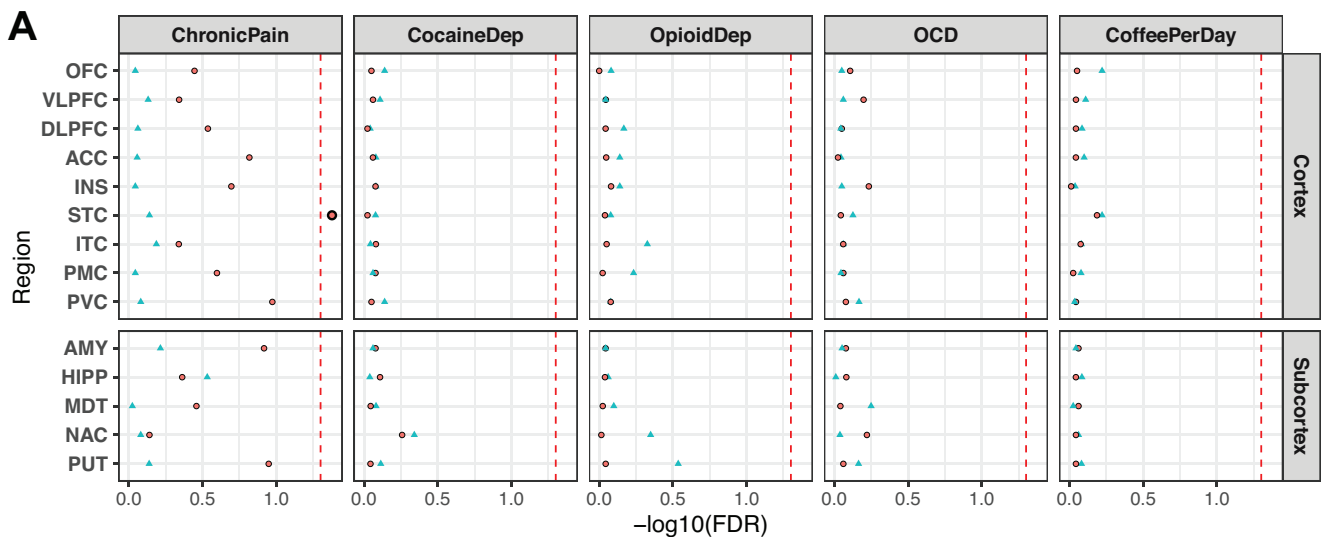 A
ChronicPain CocaineDep OpioidDep OCD CoffeePerDay
OFC
VLPFC
DLPFC
ACC
INS
STC
ITC
PMC
PVC
Cortex
Region
AMY
HIPP
MDT
NAC
PUT
Subcortex
0.0 0.5 1.0 0.0 0.5 1.0 0.0 0.5 1.0 0.0 0.5 1.0 0.0 0.5 1.0
−log10(FDR)